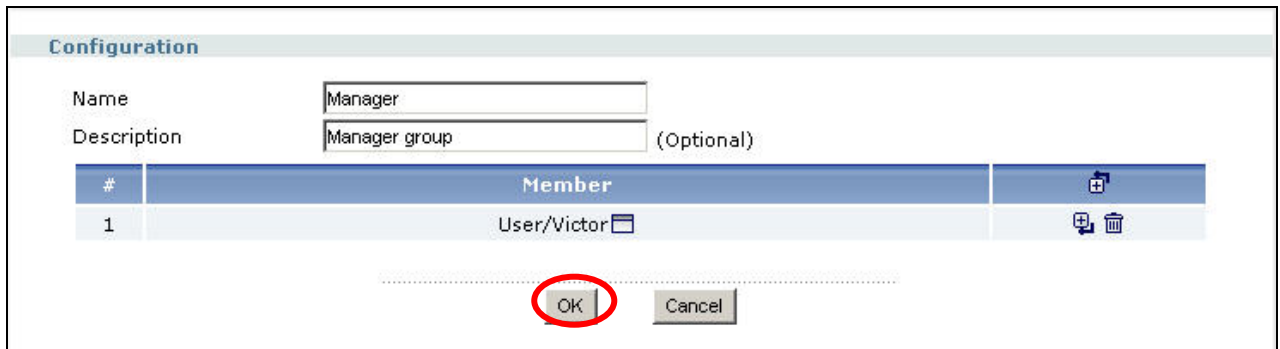 Configuration
Name Manager
Description Manager group (Optional)
# Member
1 User/Victor
OK Cancel